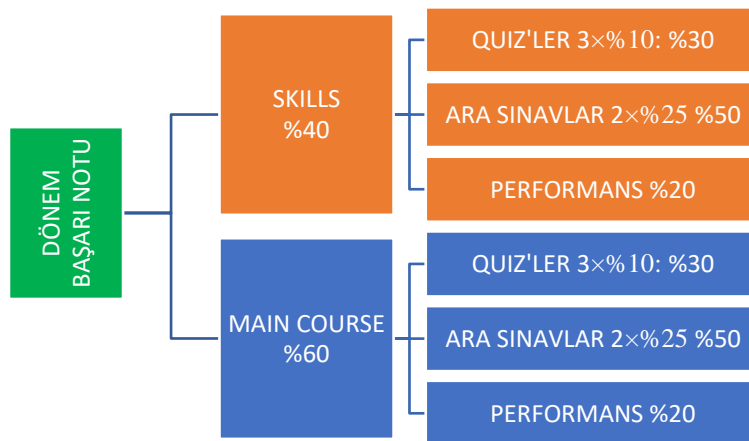 DÖNEM
BAŞARI NOTU
SKILLS
%40
QUIZ'LER 3×%10: %30
ARA SINAVLAR 2×%25 %50
PERFORMANS %20
MAIN COURSE
%60
QUIZ'LER 3×%10: %30
ARA SINAVLAR 2×%25 %50
PERFORMANS %20